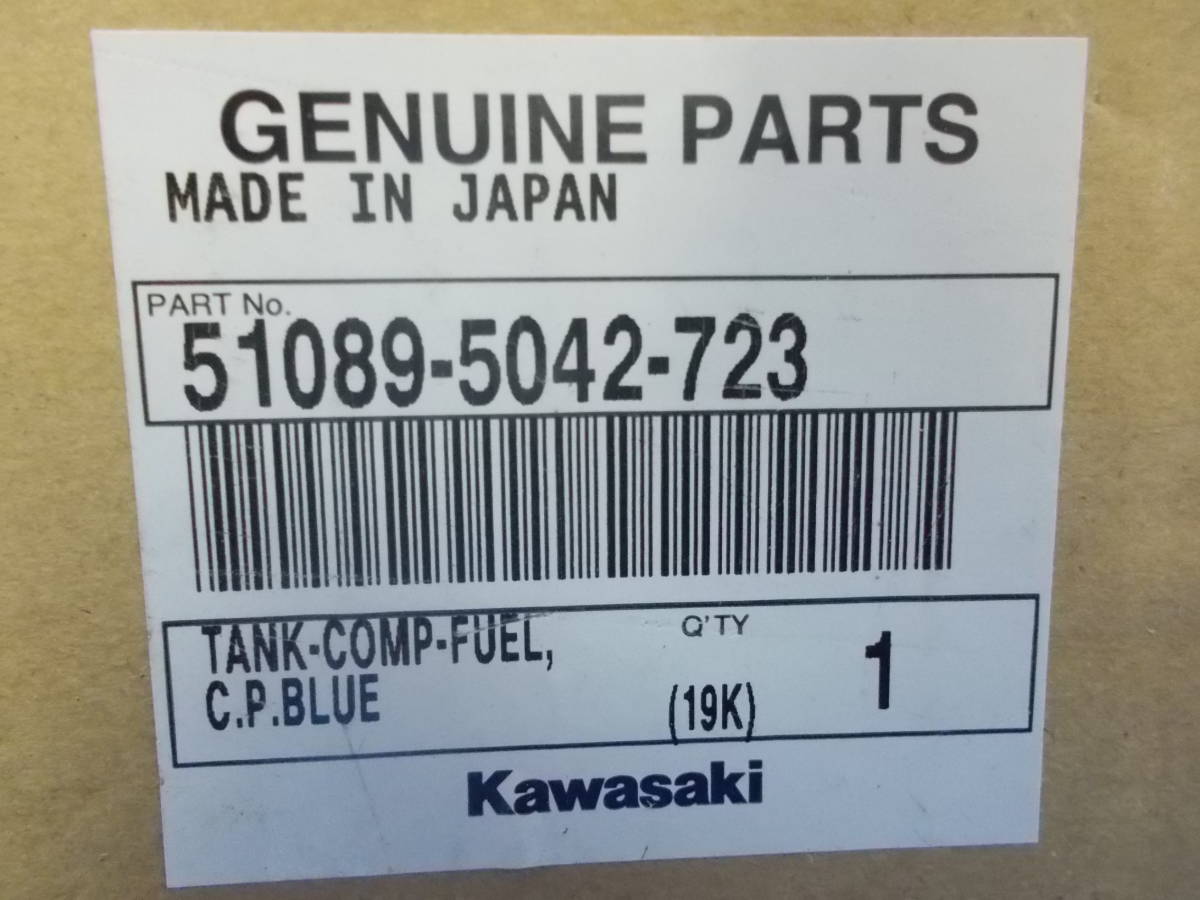 GENUINE PARTS
MADE IN JAPAN
PART No.
51089-5042-723
TANK-COMP-FUEL, Q'TY 1
C.P.BLUE (19K)
Kawasaki